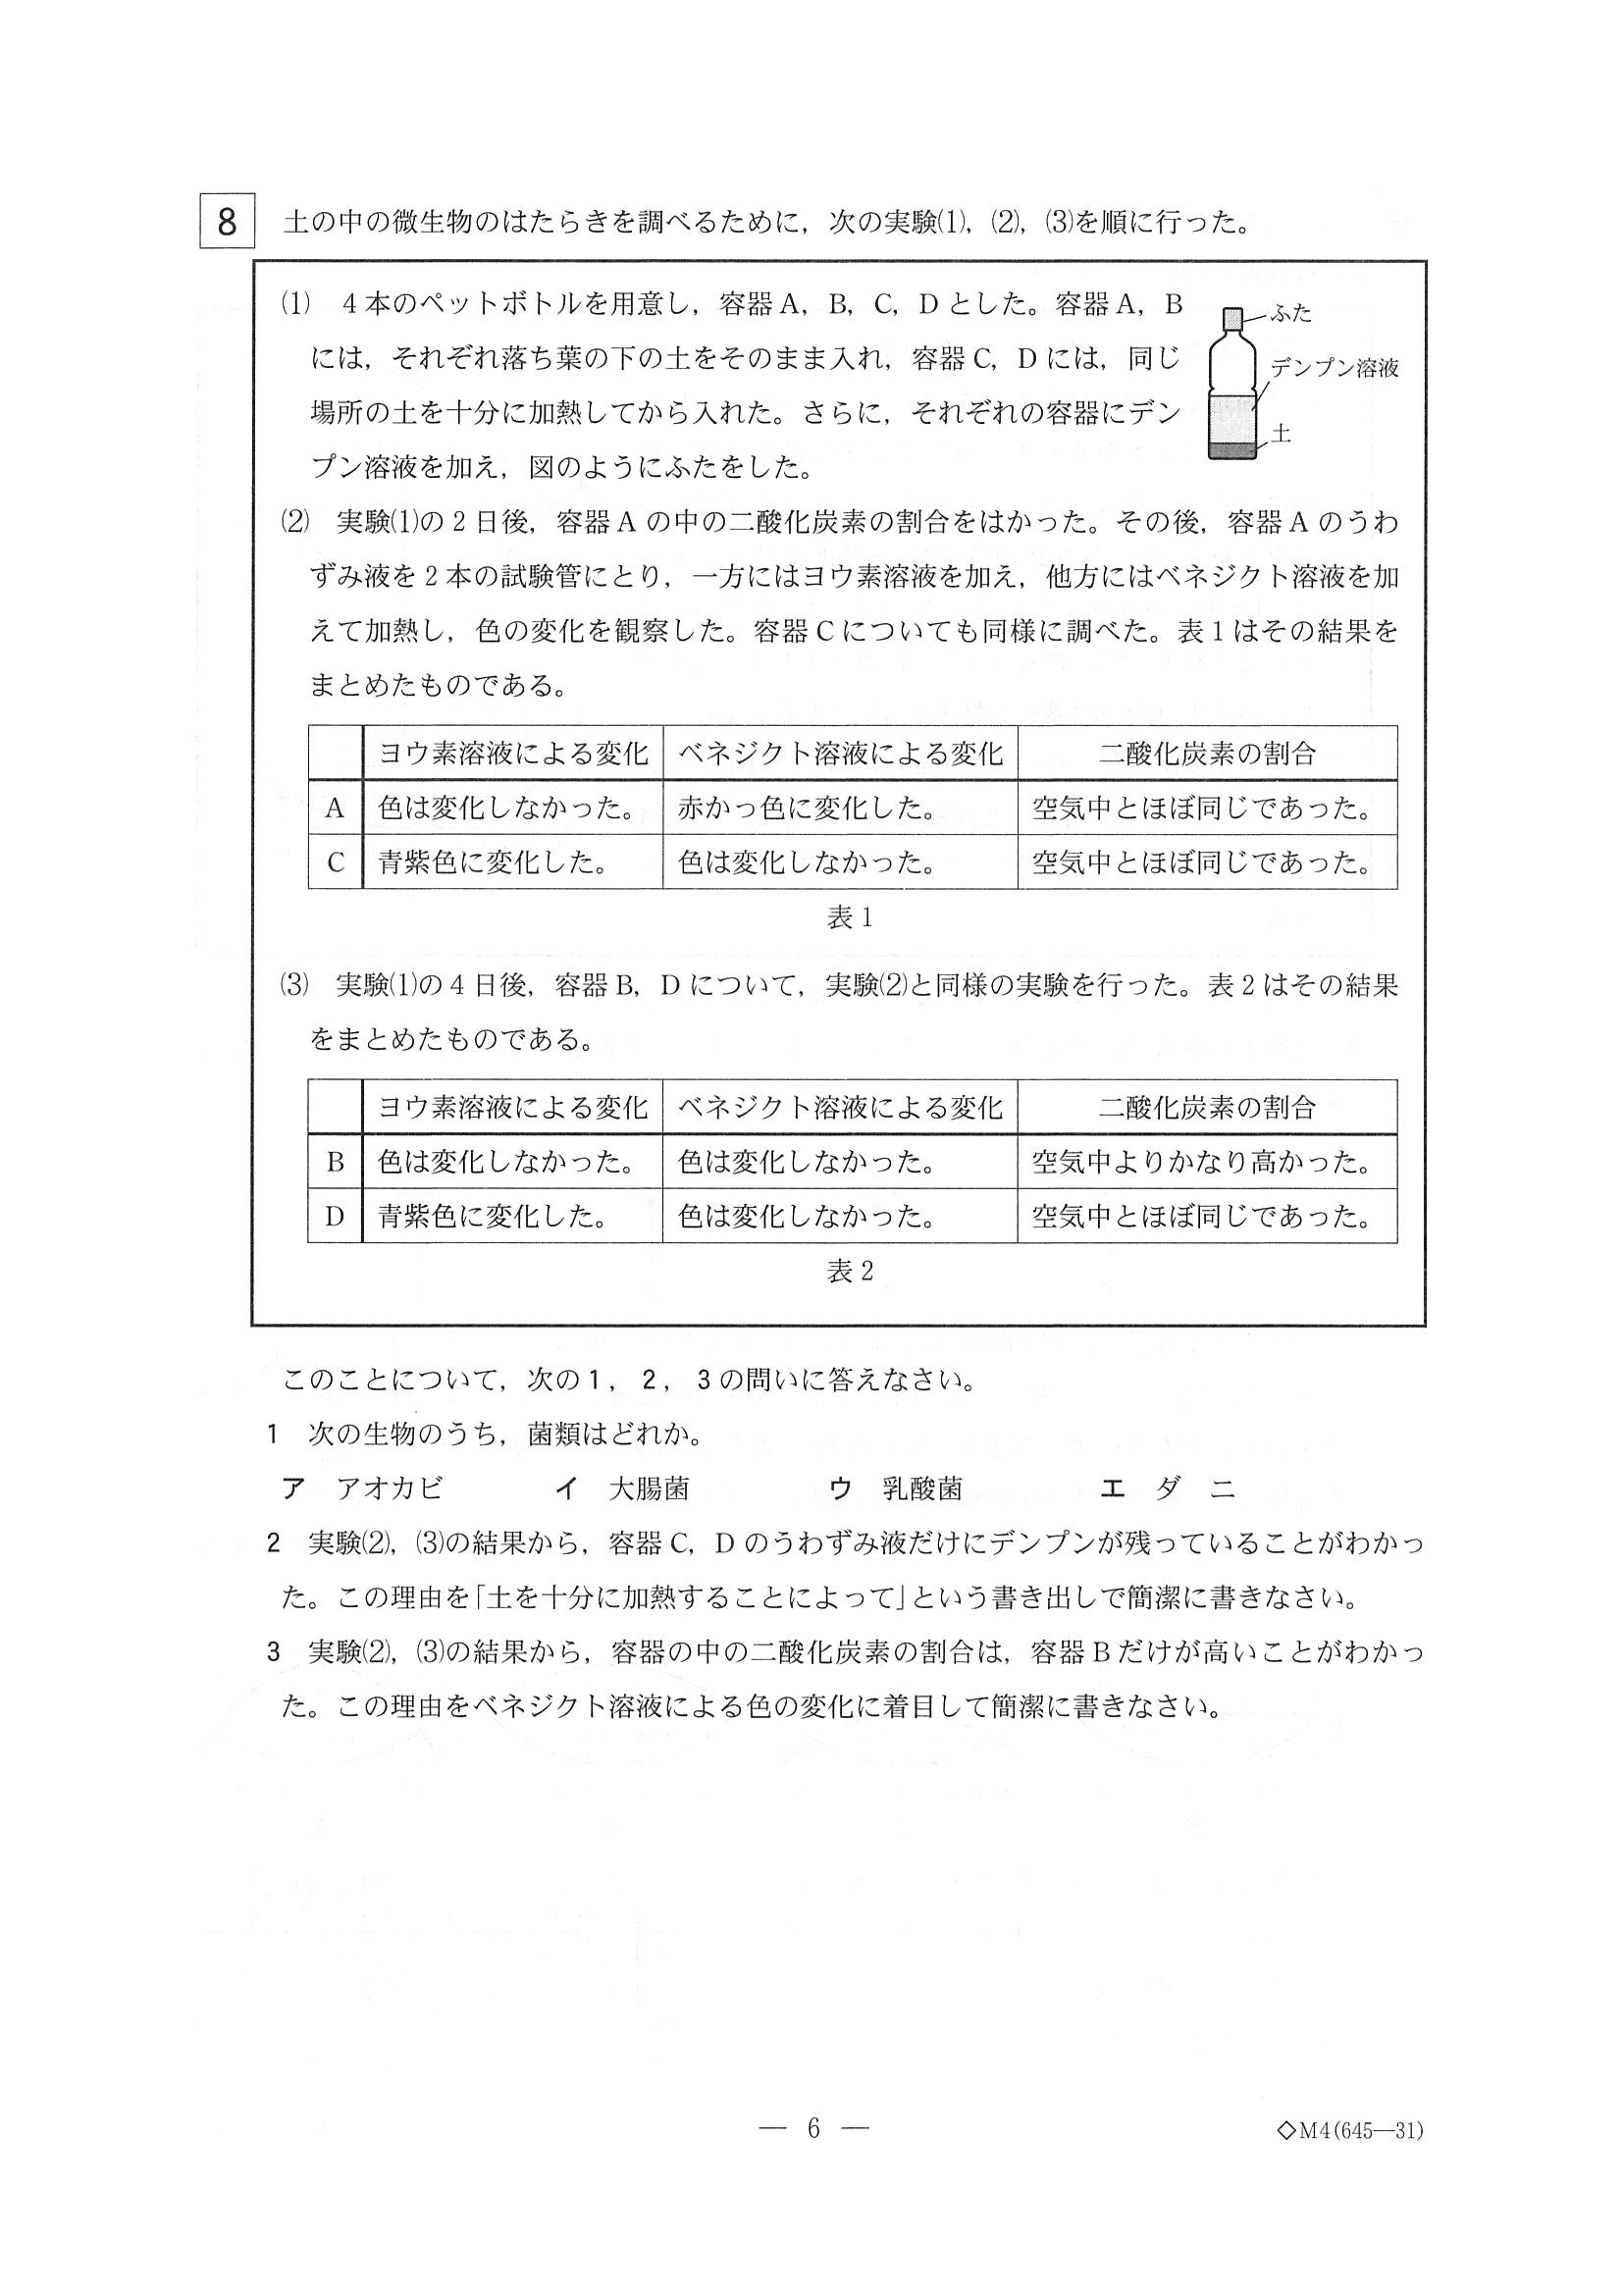 8 土の中の微生物のはたらきを調べるために，次の実験⑴，⑵，⑶を順に行った。
⑴ 4本のペットボトルを用意し，容器A，B，C，Dとした。容器A，B
には，それぞれ落ち葉の下の土をそのまま入れ，容器C，Dには，同じ
場所の土を十分に加熱してから入れた。さらに，それぞれの容器にデン
プン溶液を加え，図のようにふたをした。
ふた
デンプン溶液
土
⑵ 実験⑴の2日後，容器Aの中の二酸化炭素の割合をはかった。その後，容器Aのうわ
ずみ液を2本の試験管にとり，一方にはヨウ素溶液を加え，他方にはベネジクト溶液を加
えて加熱し，色の変化を観察した。容器Cについても同様に調べた。表1はその結果を
まとめたものである。
ヨウ素溶液による変化 ベネジクト溶液による変化 二酸化炭素の割合
A 色は変化しなかった。 赤かっ色に変化した。 空気中とほぼ同じであった。
C 青紫色に変化した。 色は変化しなかった。 空気中とほぼ同じであった。
表1
⑶ 実験⑴の4日後，容器B，Dについて，実験⑵と同様の実験を行った。表2はその結果
をまとめたものである。
ヨウ素溶液による変化 ベネジクト溶液による変化 二酸化炭素の割合
B 色は変化しなかった。 色は変化しなかった。 空気中よりかなり高かった。
D 青紫色に変化した。 色は変化しなかった。 空気中とほぼ同じであった。
表2
このことについて，次の1，2，3の問いに答えなさい。
1 次の生物のうち，菌類はどれか。
ア アオカビ イ 大腸菌 ウ 乳酸菌 エ ダニ
2 実験⑵，⑶の結果から，容器C，Dのうわずみ液だけにデンプンが残っていることがわかっ
た。この理由を「土を十分に加熱することによって」という書き出しで簡潔に書きなさい。
3 実験⑵，⑶の結果から，容器の中の二酸化炭素の割合は，容器Bだけが高いことがわかっ
た。この理由をベネジクト溶液による色の変化に着目して簡潔に書きなさい。
― 6 ―
◇M4(645―31)